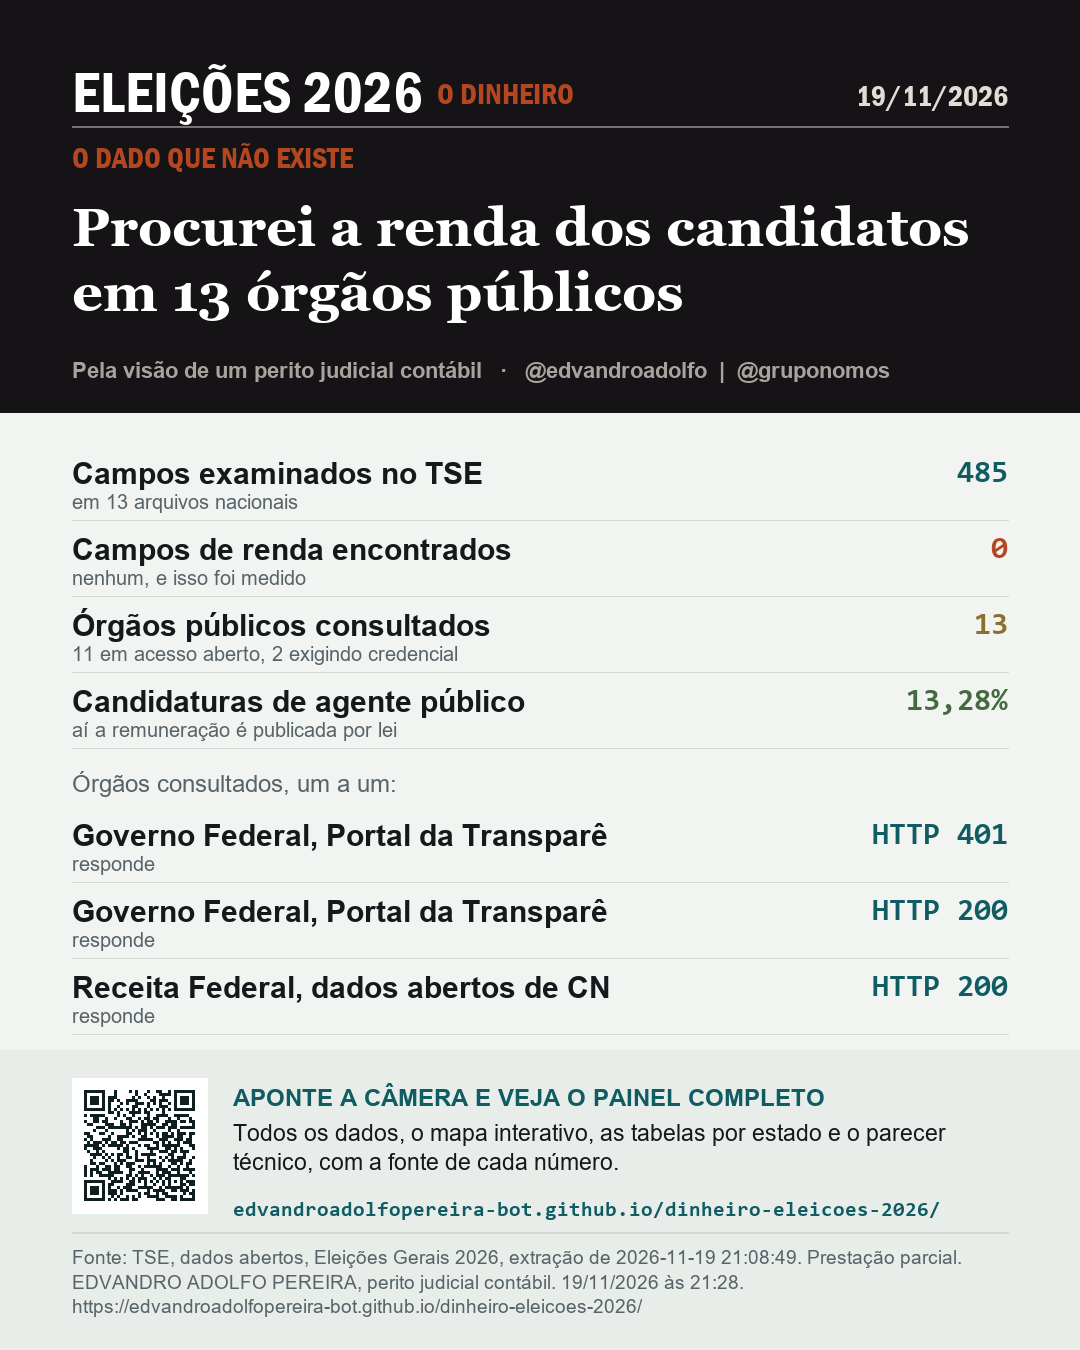 ELEIÇÕES 2026 O DINHEIRO 19/11/2026
O DADO QUE NÃO EXISTE
Procurei a renda dos candidatos
em 13 órgãos públicos
Pela visão de um perito judicial contábil · @edvandroadolfo | @gruponomos
Campos examinados no TSE 485
em 13 arquivos nacionais
Campos de renda encontrados 0
nenhum, e isso foi medido
Órgãos públicos consultados 13
11 em acesso aberto, 2 exigindo credencial
Candidaturas de agente público 13,28%
aí a remuneração é publicada por lei
Órgãos consultados, um a um:
Governo Federal, Portal da Transparê HTTP 401
responde
Governo Federal, Portal da Transparê HTTP 200
responde
Receita Federal, dados abertos de CN HTTP 200
responde
APONTE A CÂMERA E VEJA O PAINEL COMPLETO
Todos os dados, o mapa interativo, as tabelas por estado e o parecer
técnico, com a fonte de cada número.
edvandroadolfopereira-bot.github.io/dinheiro-eleicoes-2026/
Fonte: TSE, dados abertos, Eleições Gerais 2026, extração de 2026-11-19 21:08:49. Prestação parcial.
EDVANDRO ADOLFO PEREIRA, perito judicial contábil. 19/11/2026 às 21:28.
https://edvandroadolfopereira-bot.github.io/dinheiro-eleicoes-2026/